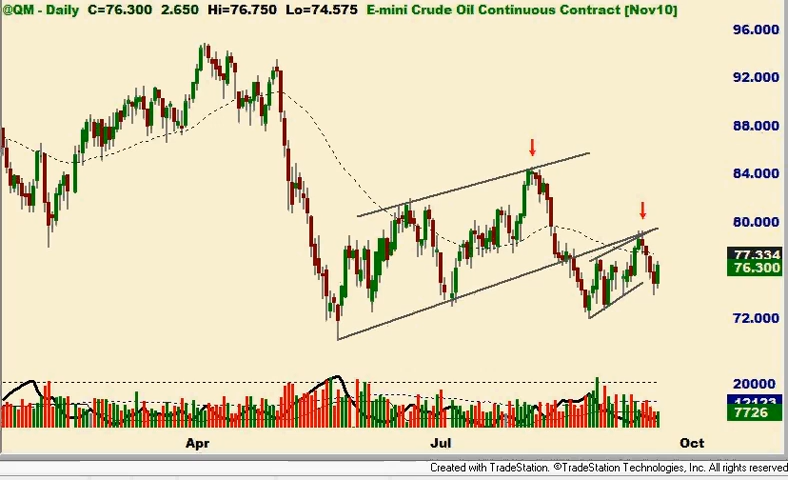 @QM - Daily C=76.300 2.650 Hi=76.750 Lo=74.575 E-mini Crude Oil Continuous Contract [Nov10]
96.000
92.000
88.000
84.000
80.000
77.334
76.300
72.000
20000
7726
Apr
Jul
Oct
Created with TradeStation. ©TradeStation Technologies, Inc. All rights reserved